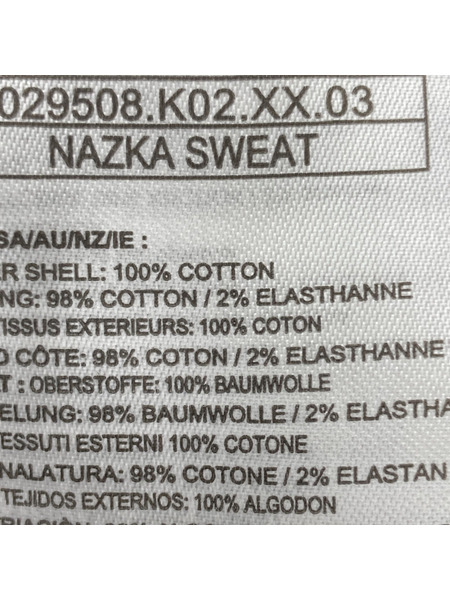 029508.K02.XX.03
NAZKA SWEAT
SA/AU/NZ/IE :
ER SHELL: 100% COTTON
NG: 98% COTTON / 2% ELASTHANNE
TISSUS EXTERIEURS: 100% COTON
D CÔTE: 98% COTON / 2% ELASTHANNE
T : OBERSTOFFE: 100% BAUMWOLLE
ELUNG: 98% BAUMWOLLE / 2% ELASTHA
TESSUTI ESTERNI 100% COTONE
NALATURA: 98% COTONE / 2% ELASTAN
TEJIDOS EXTERNOS: 100% ALGODON